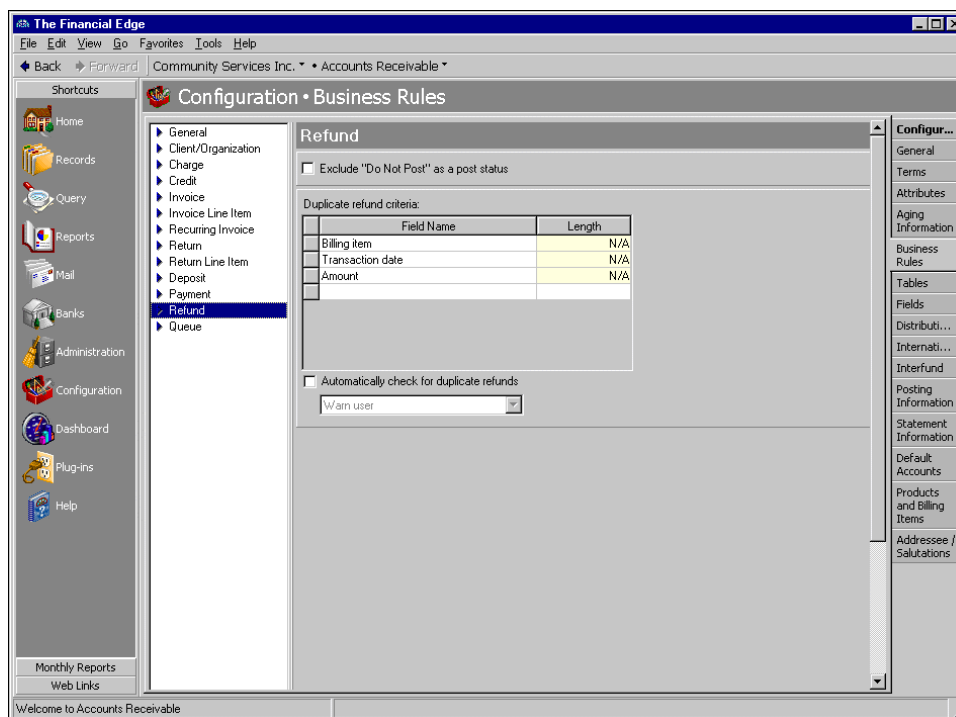 The Financial Edge
File Edit View Go Favorites Tools Help
Back Forward Community Services Inc. • Accounts Receivable
Shortcuts
Home
Records
Query
Reports
Mail
Banks
Administration
Configuration
Dashboard
Plug-ins
Help
Monthly Reports
Web Links
Configuration • Business Rules
General
Client/Organization
Charge
Credit
Invoice
Invoice Line Item
Recurring Invoice
Return
Return Line Item
Deposit
Payment
Refund
Queue
Refund
Exclude "Do Not Post" as a post status
Duplicate refund criteria:
Field Name Length
Billing item N/A
Transaction date N/A
Amount N/A
Automatically check for duplicate refunds
Warn user
Configur...
General
Terms
Attributes
Aging
Information
Business
Rules
Tables
Fields
Distributi...
Internati...
Interfund
Posting
Information
Statement
Information
Default
Accounts
Products
and Billing
Items
Addressee /
Salutations
Welcome to Accounts Receivable